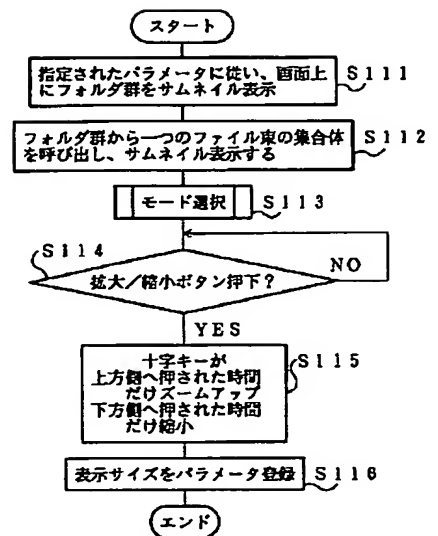 スタート
指定されたパラメータに従い、画面上
にフォルダ群をサムネイル表示
S111
フォルダ群から一つのファイル束の集合体
を呼び出し、サムネイル表示する
S112
モード選択
S113
S114
拡大/縮小ボタン押下?
NO
YES
十字キーが
上方側へ押された時間
だけズームアップ
下方側へ押された時間
だけ縮小
S115
表示サイズをパラメータ登録
S116
エンド